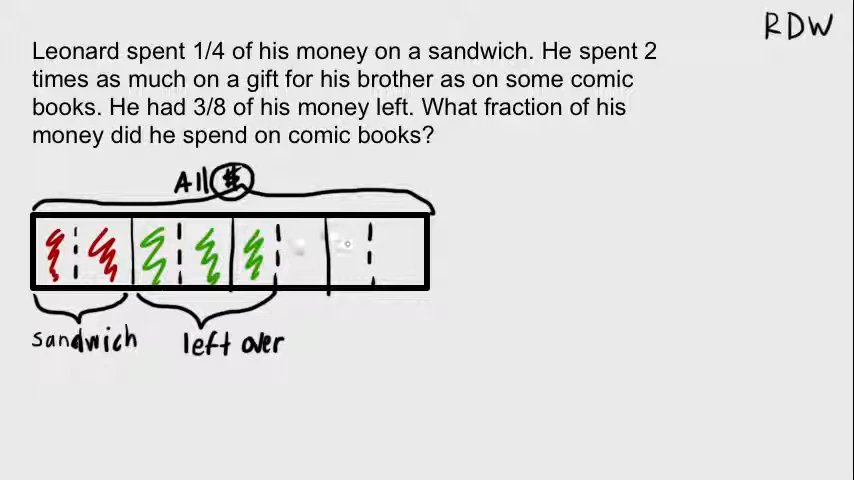 RDW
Leonard spent 1/4 of his money on a sandwich. He spent 2
times as much on a gift for his brother as on some comic
books. He had 3/8 of his money left. What fraction of his
money did he spend on comic books?
All $
sandwich
left over